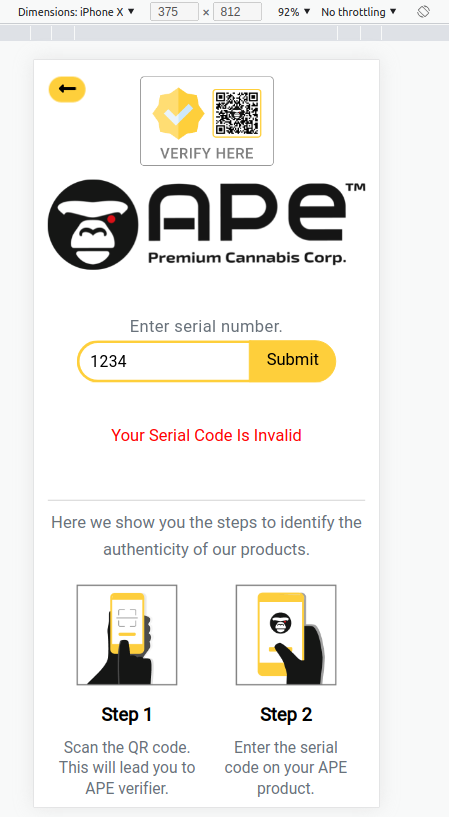 Dimensions: iPhone X ▼ 375 × 812 92% ▼ No throttling ▼
VERIFY HERE
APE™
Premium Cannabis Corp.
Enter serial number.
1234 Submit
Your Serial Code Is Invalid
Here we show you the steps to identify the
authenticity of our products.
Step 1
Scan the QR code.
This will lead you to
APE verifier.
Step 2
Enter the serial
code on your APE
product.